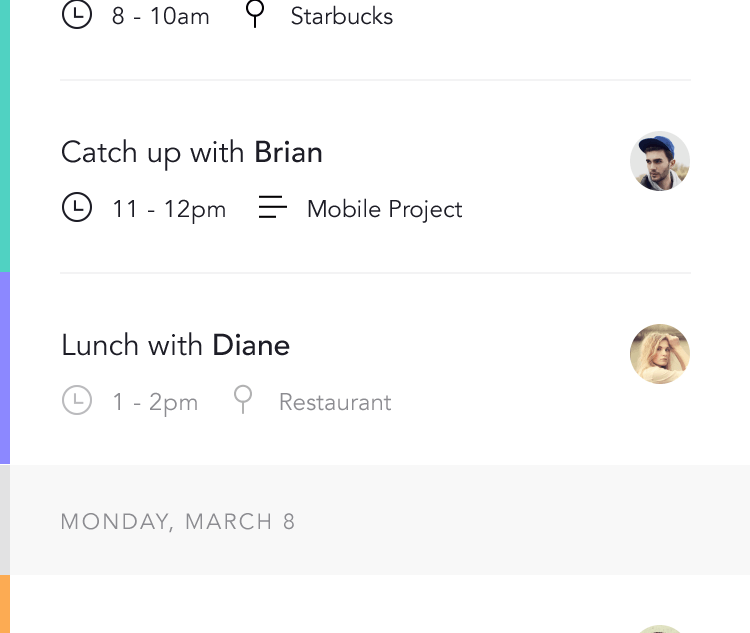 8 - 10am Starbucks
Catch up with Brian
11 - 12pm Mobile Project
Lunch with Diane
1 - 2pm Restaurant
MONDAY, MARCH 8